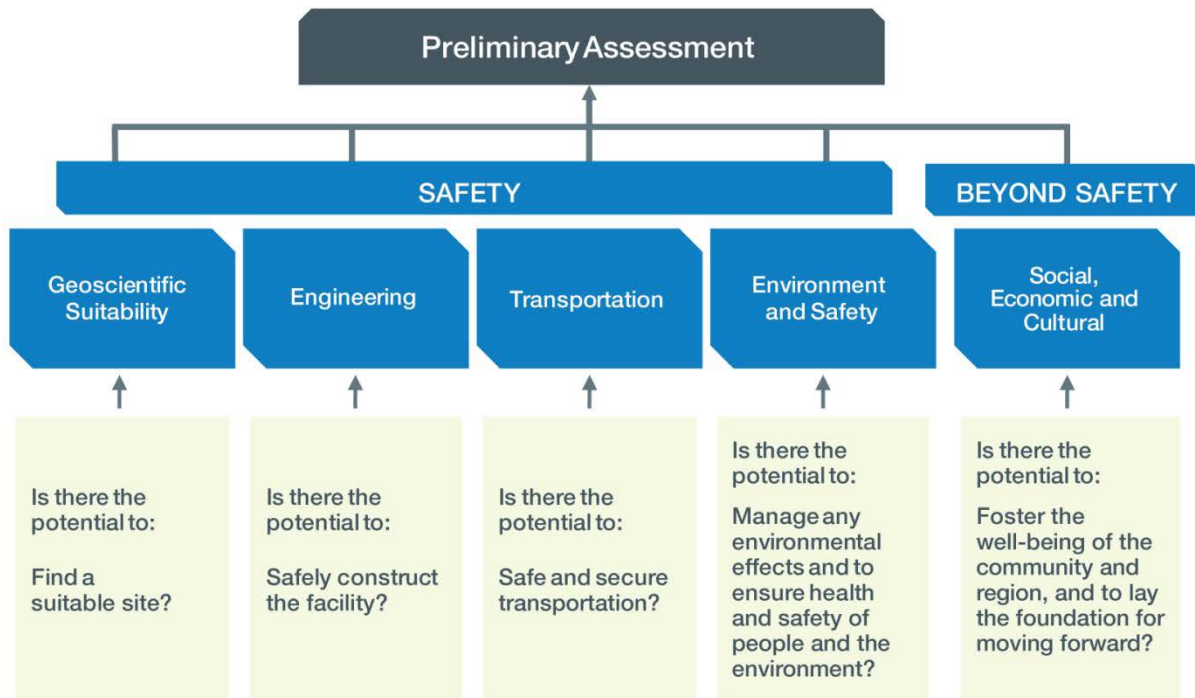 Preliminary Assessment
SAFETY
BEYOND SAFETY
Geoscientific
Suitability
Engineering
Transportation
Environment
and Safety
Social,
Economic and
Cultural
Is there the
potential to:
Find a
suitable site?
Is there the
potential to:
Safely construct
the facility?
Is there the
potential to:
Safe and secure
transportation?
Is there the
potential to:
Manage any
environmental
effects and to
ensure health
and safety of
people and the
environment?
Is there the
potential to:
Foster the
well-being of the
community and
region, and to lay
the foundation for
moving forward?